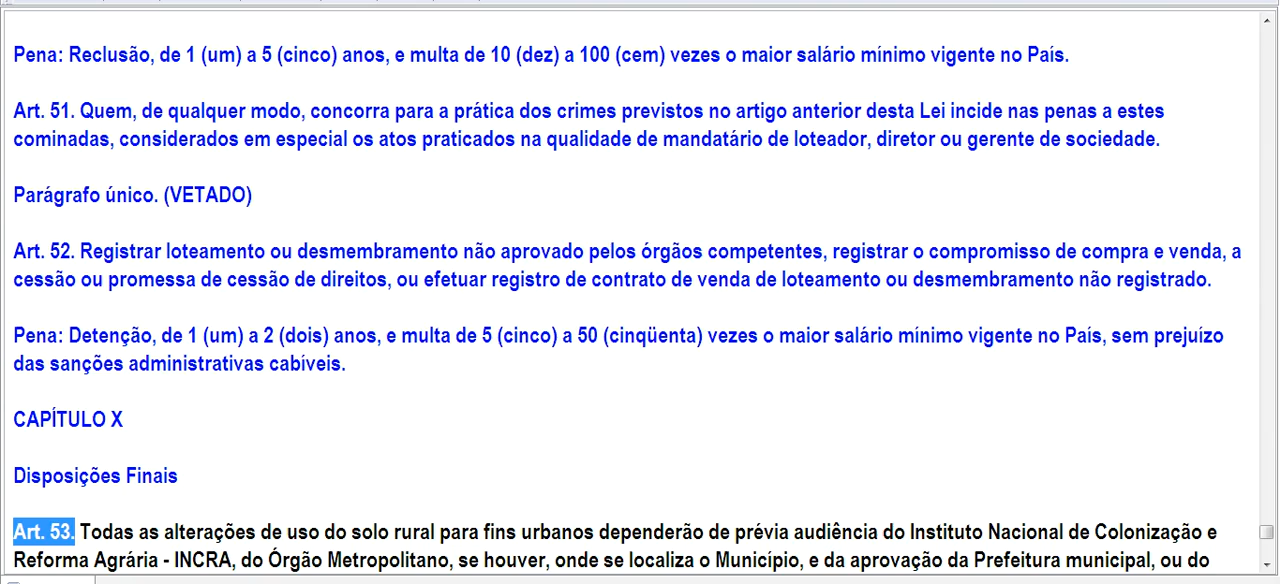 Pena: Reclusão, de 1 (um) a 5 (cinco) anos, e multa de 10 (dez) a 100 (cem) vezes o maior salário mínimo vigente no País.
Art. 51. Quem, de qualquer modo, concorra para a prática dos crimes previstos no artigo anterior desta Lei incide nas penas a estes
cominadas, considerados em especial os atos praticados na qualidade de mandatário de loteador, diretor ou gerente de sociedade.
Parágrafo único. (VETADO)
Art. 52. Registrar loteamento ou desmembramento não aprovado pelos órgãos competentes, registrar o compromisso de compra e venda, a
cessão ou promessa de cessão de direitos, ou efetuar registro de contrato de venda de loteamento ou desmembramento não registrado.
Pena: Detenção, de 1 (um) a 2 (dois) anos, e multa de 5 (cinco) a 50 (cinqüenta) vezes o maior salário mínimo vigente no País, sem prejuízo
das sanções administrativas cabíveis.
CAPÍTULO X
Disposições Finais
Art. 53. Todas as alterações de uso do solo rural para fins urbanos dependerão de prévia audiência do Instituto Nacional de Colonização e
Reforma Agrária - INCRA, do Órgão Metropolitano, se houver, onde se localiza o Município, e da aprovação da Prefeitura municipal, ou do